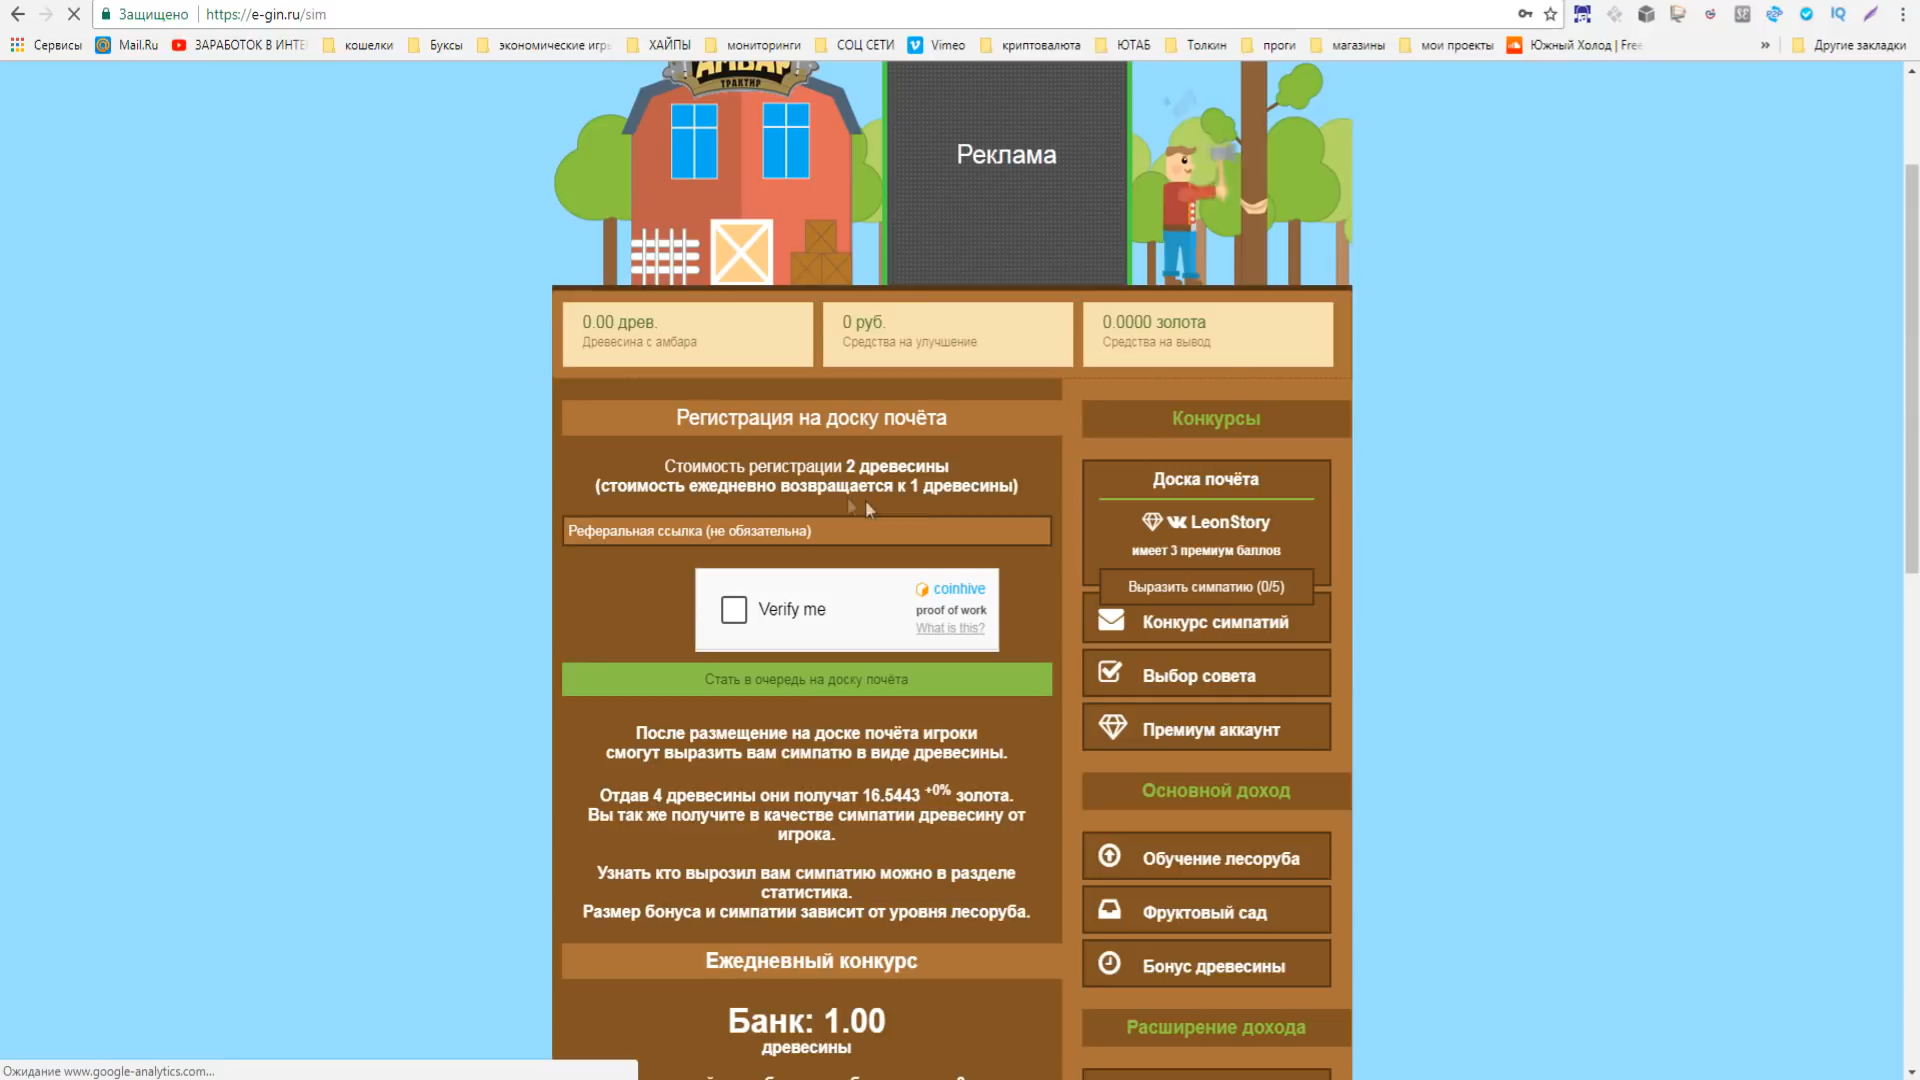 Защищено
https://e-gin.ru/sim
Сервисы
Mail.Ru
ЗАРАБОТОК В ИНТЕ
кошелки
Буксы
экономические игр
ХАЙПЫ
мониторинги
СОЦ СЕТИ
Vimeo
криптовалюта
ЮТАБ
Толкин
проги
магазины
мои проекты
Южный Холод | Free
Другие закладки
АМБАР
ТРАКТИР
Реклама
0.00 древ.
Древесина с амбара
0 руб.
Средства на улучшение
0.0000 золота
Средства на вывод
Регистрация на доску почёта
Стоимость регистрации 2 древесины
(стоимость ежедневно возвращается к 1 древесины)
Реферальная ссылка (не обязательна)
Verify me
coinhive
proof of work
What is this?
Стать в очередь на доску почёта
После размещение на доске почёта игроки
смогут выразить вам симпатю в виде древесины.
Отдав 4 древесины они получат 16.5443 +0% золота.
Вы так же получите в качестве симпатии древесину от
игрока.
Узнать кто вырозил вам симпатию можно в разделе
статистика.
Размер бонуса и симпатии зависит от уровня лесоруба.
Ежедневный конкурс
Банк: 1.00
древесины
Конкурсы
Доска почёта
LeonStory
имеет 3 премиум баллов
Выразить симпатию (0/5)
Конкурс симпатий
Выбор совета
Премиум аккаунт
Основной доход
Обучение лесоруба
Фруктовый сад
Бонус древесины
Расширение дохода
Ожидание www.google-analytics.com...